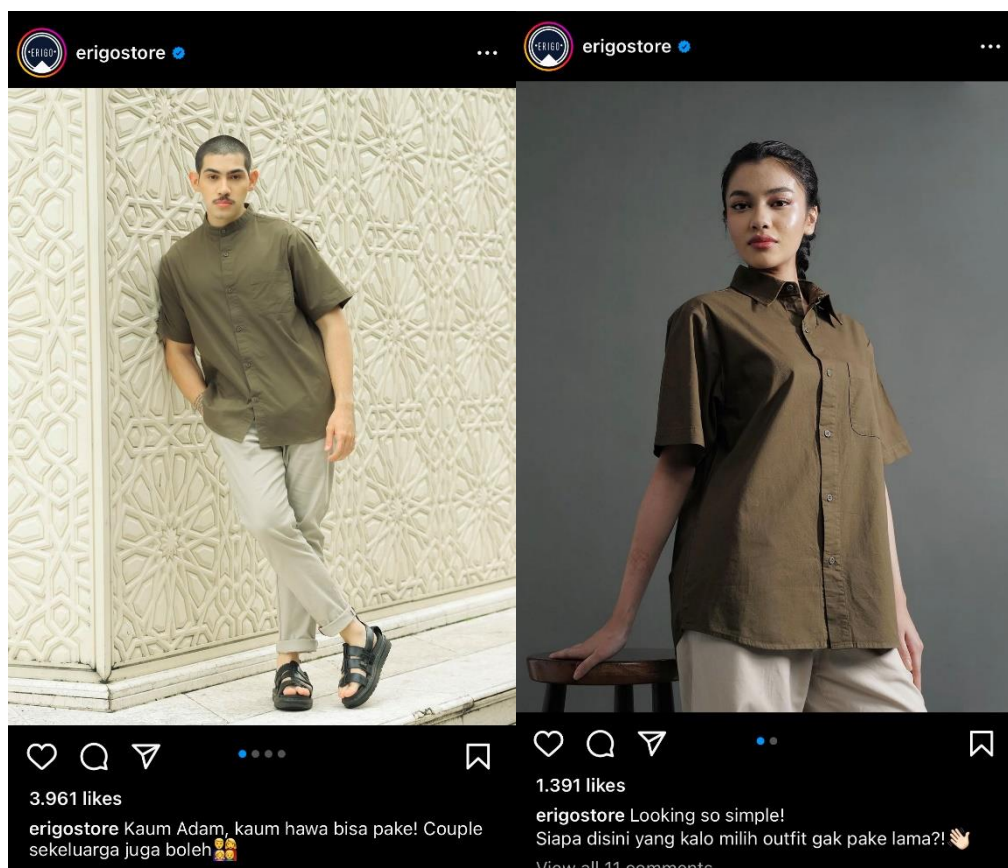 ERIGO
erigostore
3.961 likes
erigostore Kaum Adam, kaum hawa bisa pake! Couple
sekeluarga juga boleh👨‍👩‍👧‍👦
ERIGO
erigostore
1.391 likes
erigostore Looking so simple!
Siapa disini yang kalo milih outfit gak pake lama?!👋🏻
View all 11 comments